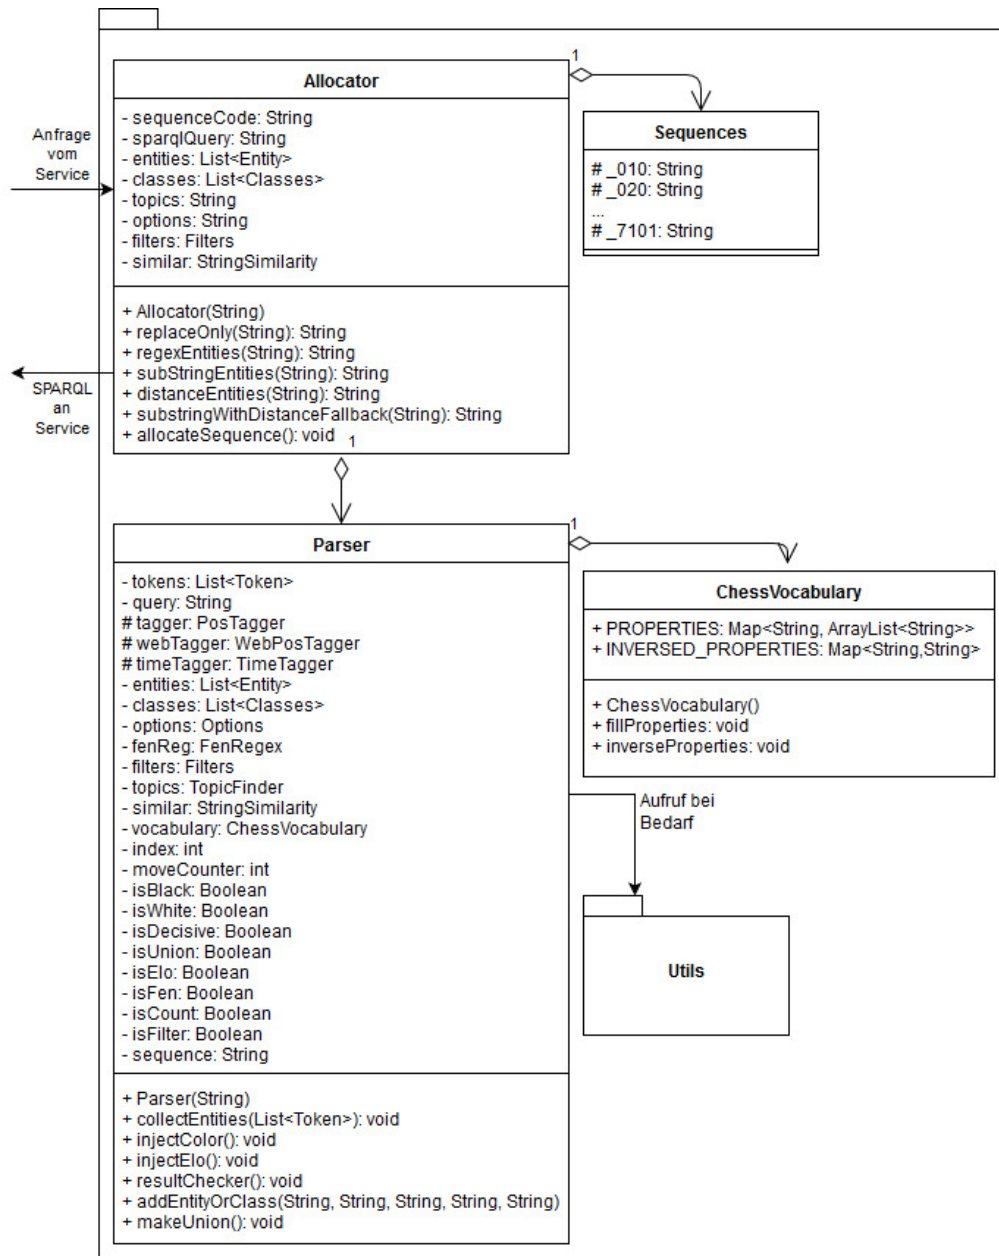 1
Allocator
- sequenceCode: String
- sparqlQuery: String
- entities: List<Entity>
- classes: List<Classes>
- topics: String
- options: String
- filters: Filters
- similar: StringSimilarity
+ Allocator(String)
+ replaceOnly(String): String
+ regexEntities(String): String
+ subStringEntities(String): String
+ distanceEntities(String): String
+ substringWithDistanceFallback(String): String
+ allocateSequence(): void
1
Anfrage
vom
Service
SPARQL
an
Service
Sequences
# _010: String
# _020: String
...
# _7101: String
Parser
- tokens: List<Token>
- query: String
# tagger: PosTagger
# webTagger: WebPosTagger
# timeTagger: TimeTagger
- entities: List<Entity>
- classes: List<Classes>
- options: Options
- fenReg: FenRegex
- filters: Filters
- topics: TopicFinder
- similar: StringSimilarity
- vocabulary: ChessVocabulary
- index: int
- moveCounter: int
- isBlack: Boolean
- isWhite: Boolean
- isDecisive: Boolean
- isUnion: Boolean
- isElo: Boolean
- isFen: Boolean
- isCount: Boolean
- isFilter: Boolean
- sequence: String
+ Parser(String)
+ collectEntities(List<Token>): void
+ injectColor(): void
+ injectElo(): void
+ resultChecker(): void
+ addEntityOrClass(String, String, String, String, String)
+ makeUnion(): void
1
ChessVocabulary
+ PROPERTIES: Map<String, ArrayList<String>>
+ INVERSED_PROPERTIES: Map<String,String>
+ ChessVocabulary()
+ fillProperties: void
+ inverseProperties: void
Aufruf bei
Bedarf
Utils